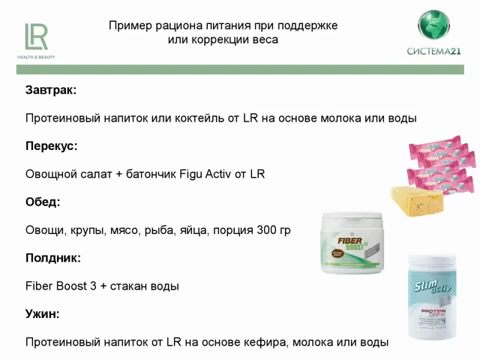 LR
HEALTH & BEAUTY
Пример рациона питания при поддержке
или коррекции веса
СИСТЕМА21
Завтрак:
Протеиновый напиток или коктейль от LR на основе молока или воды
Перекус:
Овощной салат + батончик Figu Activ от LR
Обед:
Овощи, крупы, мясо, рыба, яйца, порция 300 гр
FIBER
BOOST
Полдник:
Fiber Boost 3 + стакан воды
Slim
activ
PROTEIN
DRINK
Ужин:
Протеиновый напиток от LR на основе кефира, молока или воды